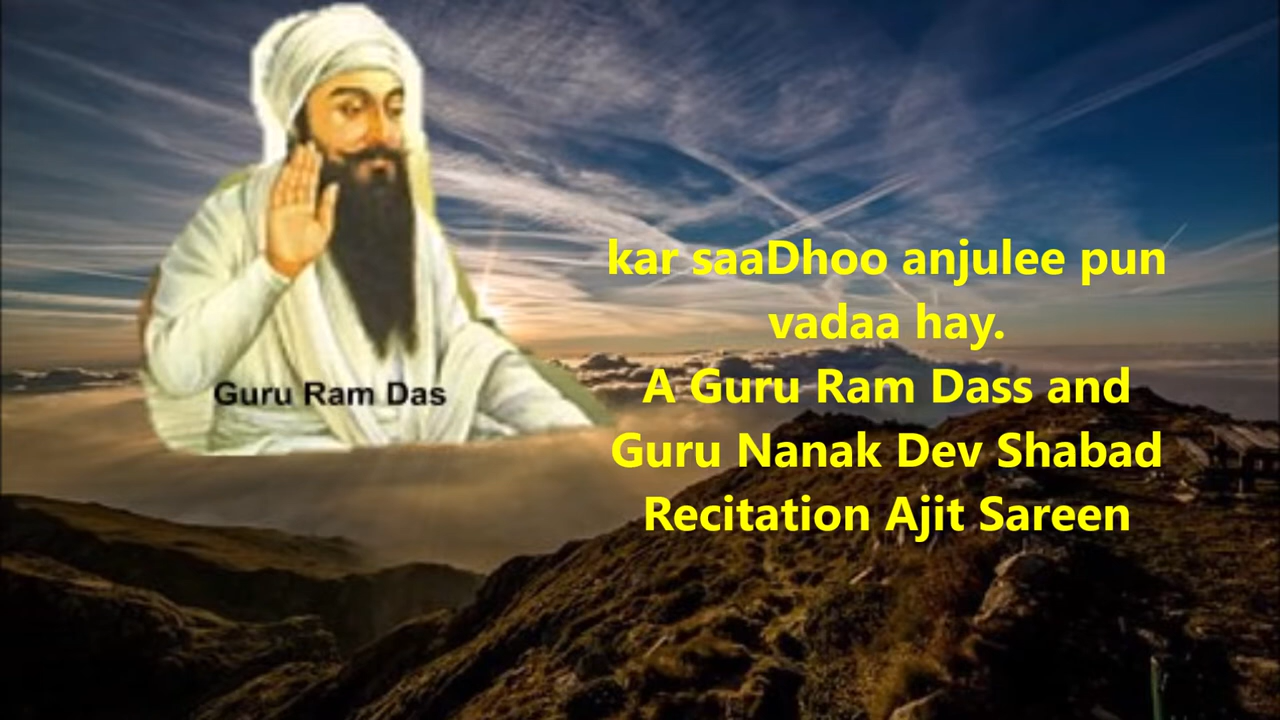 Guru Ram Das
kar saaDhoo anjulee pun
vadaa hay.
A Guru Ram Dass and
Guru Nanak Dev Shabad
Recitation Ajit Sareen